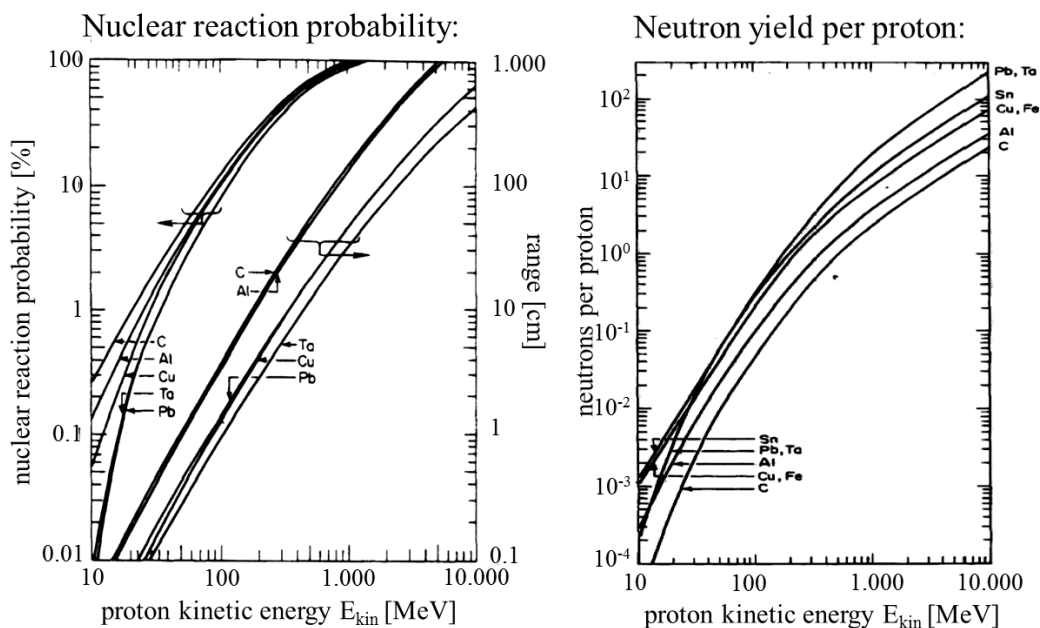 Nuclear reaction probability:
nuclear reaction probability [%]
100
10
1
0.1
0.01
1.000
100
10
1
0.1
range [cm]
C
Al
C
Al
Cu
Ta
Pb
Ta
Cu
Pb
10
100
1.000
10.000
proton kinetic energy Ekin [MeV]
Neutron yield per proton:
neutrons per proton
10²
10¹
10⁰
10⁻¹
10⁻²
10⁻³
10⁻⁴
Pb, Ta
Sn
Cu, Fe
Al
C
Sn
Pb, Ta
Al
Cu, Fe
C
10
100
1.000
10.000
proton kinetic energy Ekin [MeV]